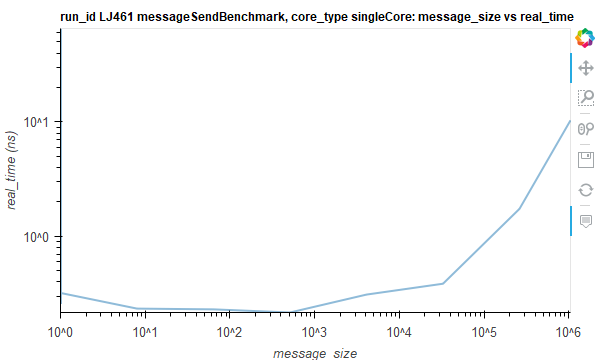 run_id LJ461 messageSendBenchmark, core_type singleCore: message_size vs real_time
real_time (ns)
10^1
10^0
10^0 10^1 10^2 10^3 10^4 10^5 10^6
message_size